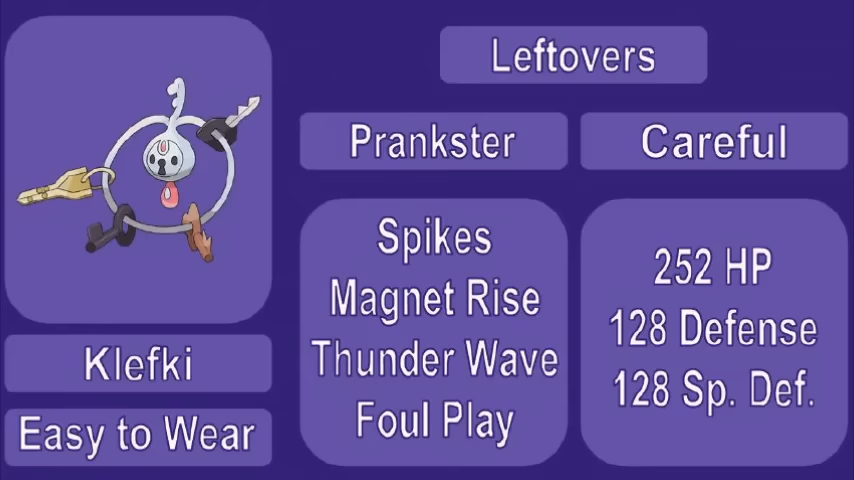 Leftovers
Prankster
Careful
Spikes
Magnet Rise
Thunder Wave
Foul Play
252 HP
128 Defense
128 Sp. Def.
Klefki
Easy to Wear